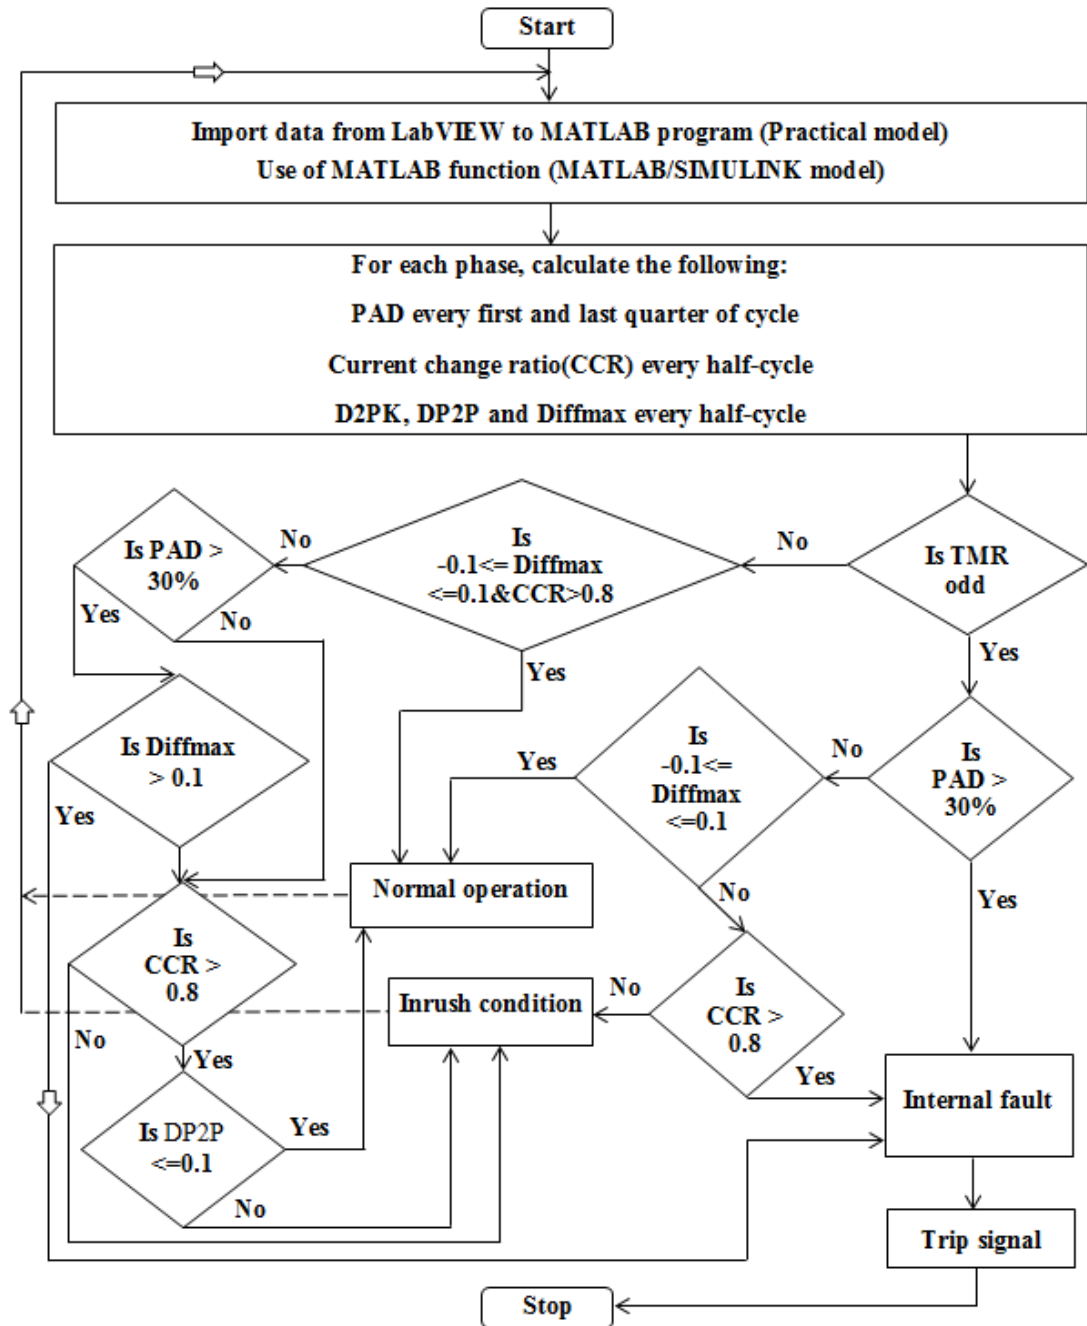 Start
Import data from LabVIEW to MATLAB program (Practical model)
Use of MATLAB function (MATLAB/SIMULINK model)
For each phase, calculate the following:
PAD every first and last quarter of cycle
Current change ratio(CCR) every half-cycle
D2PK, DP2P and Diffmax every half-cycle
Is PAD >
30%
No
Is
-0.1<= Diffmax
<=0.1&CCR>0.8
No
Is TMR
odd
Yes
No
Yes
Yes
Is Diffmax
> 0.1
Yes
Yes
Is
-0.1<=
Diffmax
<=0.1
No
Is
PAD >
30%
Normal operation
No
Yes
Is
CCR >
0.8
Inrush condition
No
Is
CCR >
0.8
No
Yes
Yes
Internal fault
Is DP2P
<=0.1
Yes
No
Trip signal
Stop